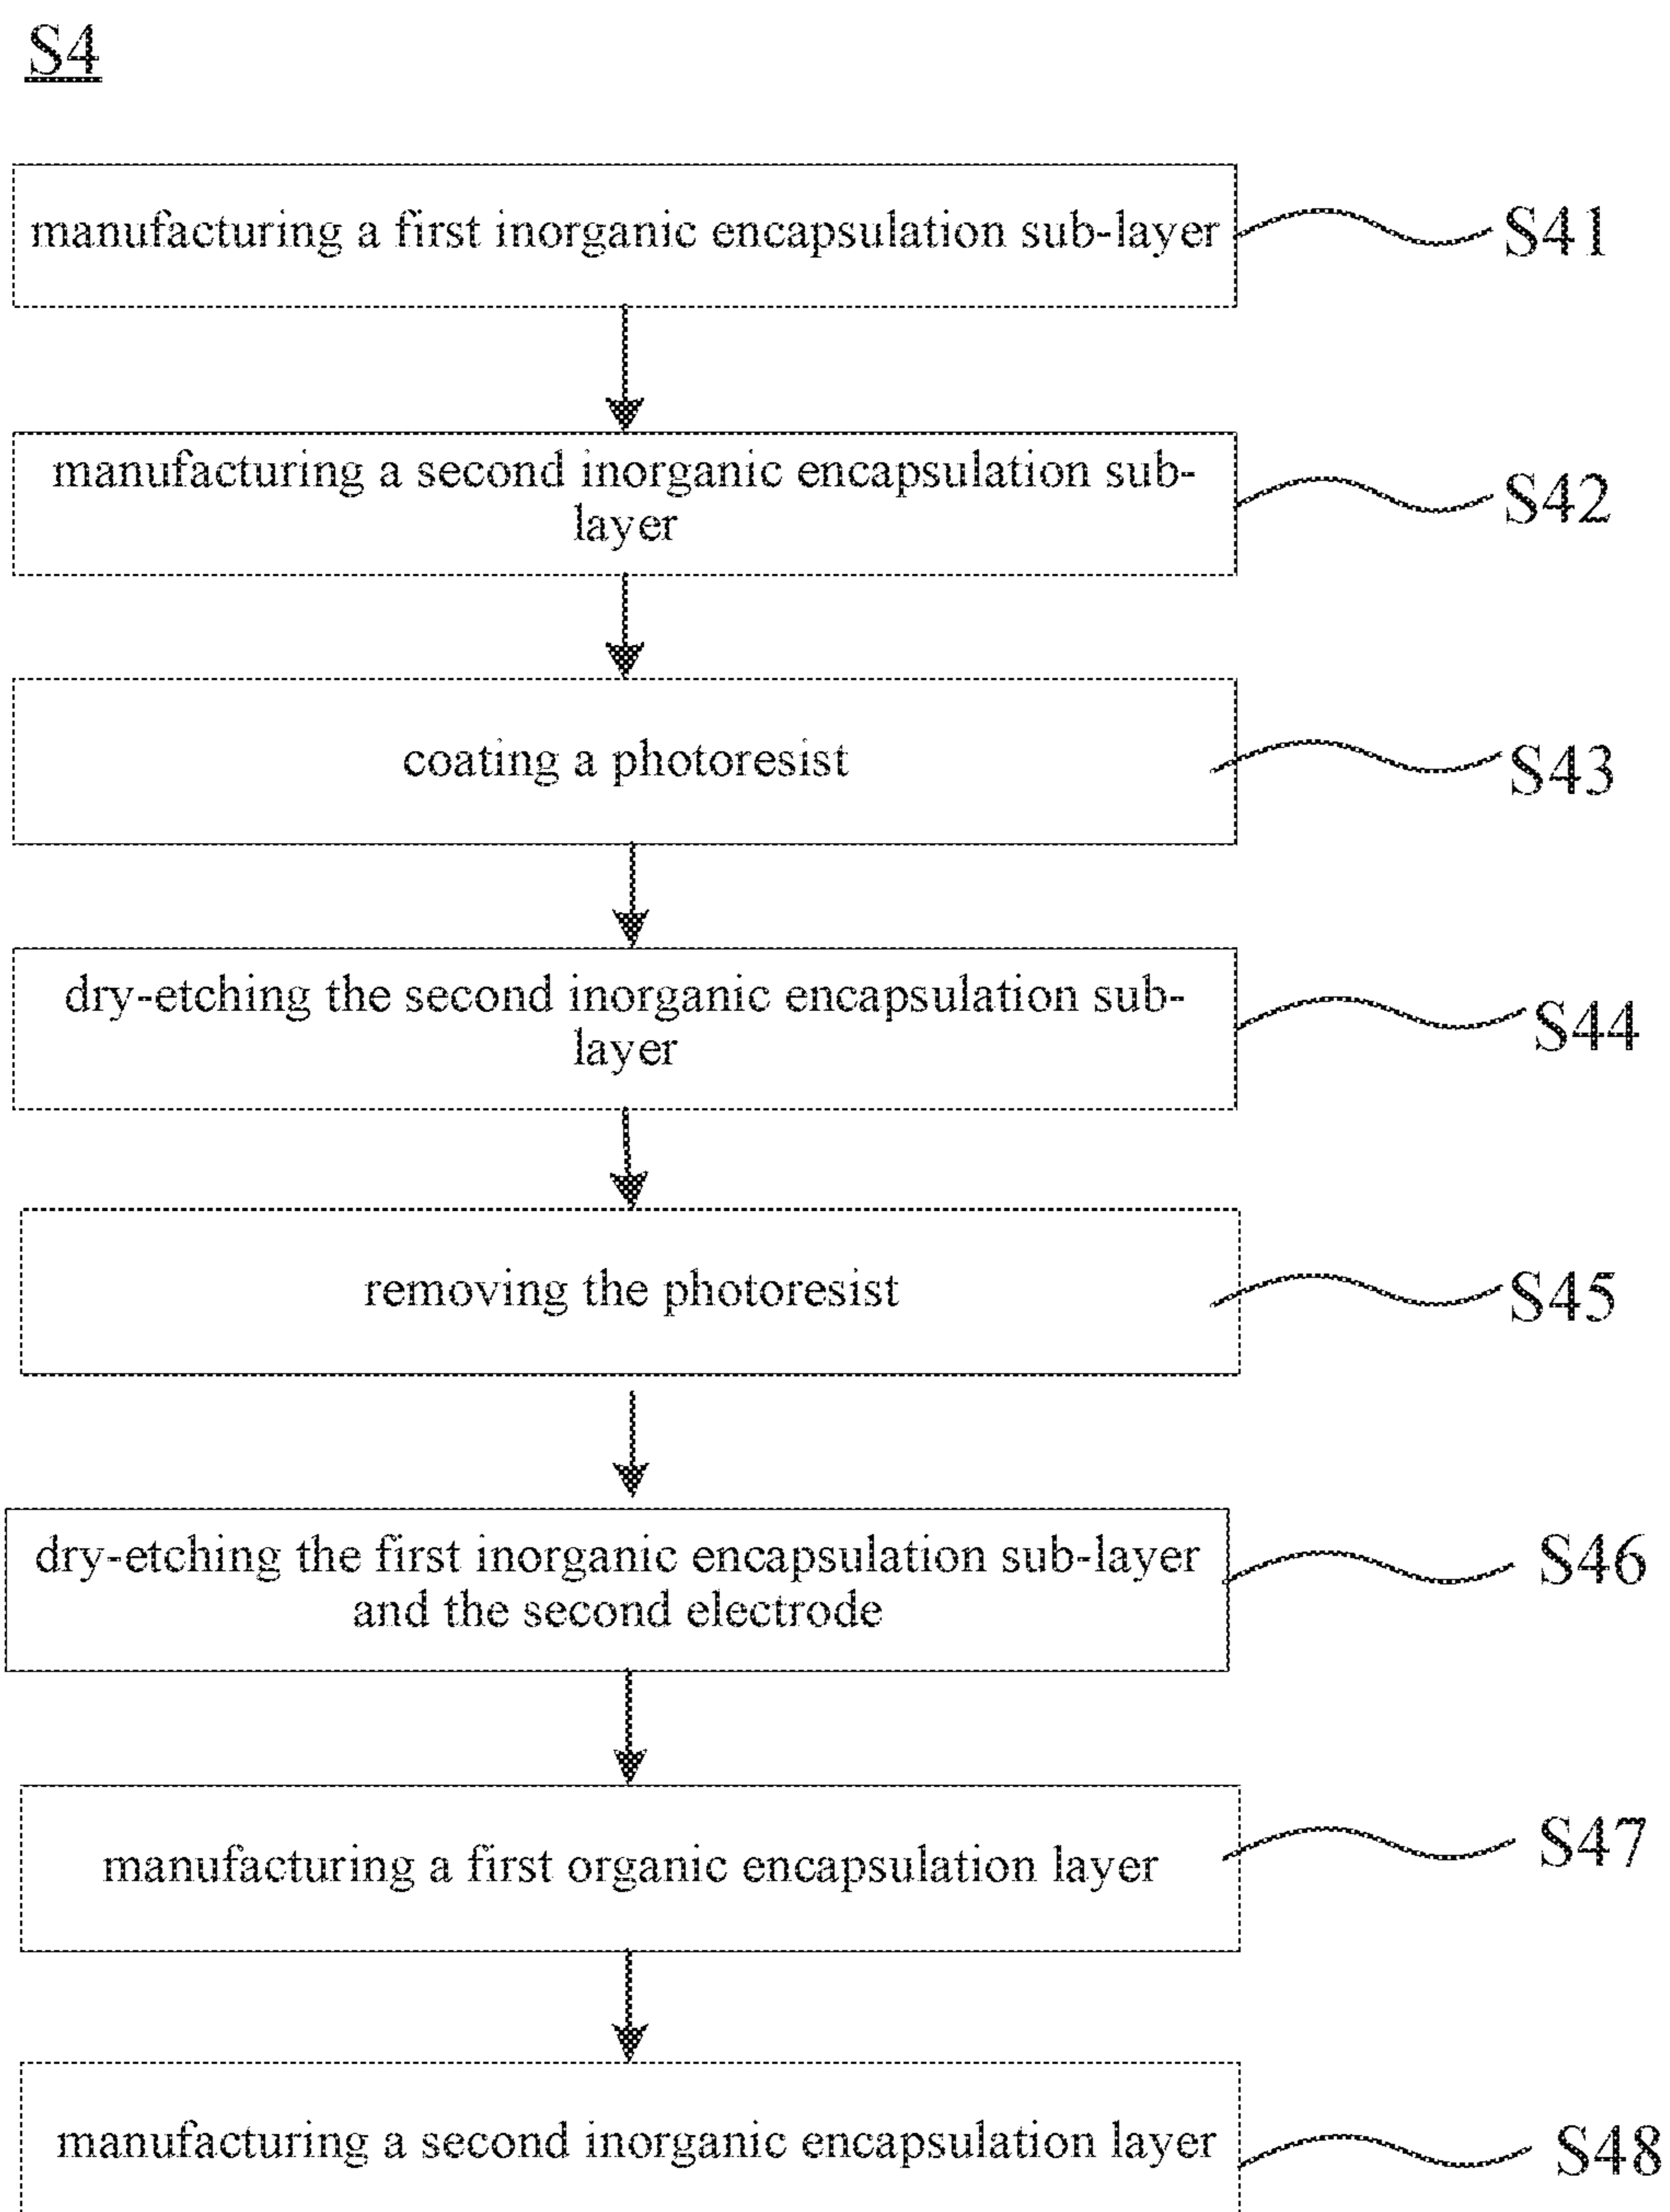 S4
manufacturing a first inorganic encapsulation sub-layer
S41
manufacturing a second inorganic encapsulation sub-
layer
S42
coating a photoresist
S43
dry-etching the second inorganic encapsulation sub-
layer
S44
removing the photoresist
S45
dry-etching the first inorganic encapsulation sub-layer
and the second electrode
S46
manufacturing a first organic encapsulation layer
S47
manufacturing a second inorganic encapsulation layer
S48